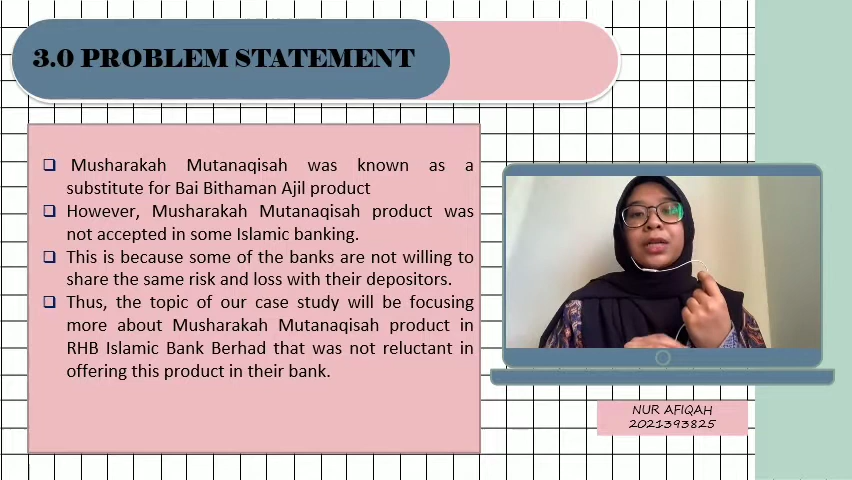 3.0 PROBLEM STATEMENT
❑ Musharakah Mutanaqisah was known as a
substitute for Bai Bithaman Ajil product
❑ However, Musharakah Mutanaqisah product was
not accepted in some Islamic banking.
❑ This is because some of the banks are not willing to
share the same risk and loss with their depositors.
❑ Thus, the topic of our case study will be focusing
more about Musharakah Mutanaqisah product in
RHB Islamic Bank Berhad that was not reluctant in
offering this product in their bank.
NUR AFIQAH
2021393825